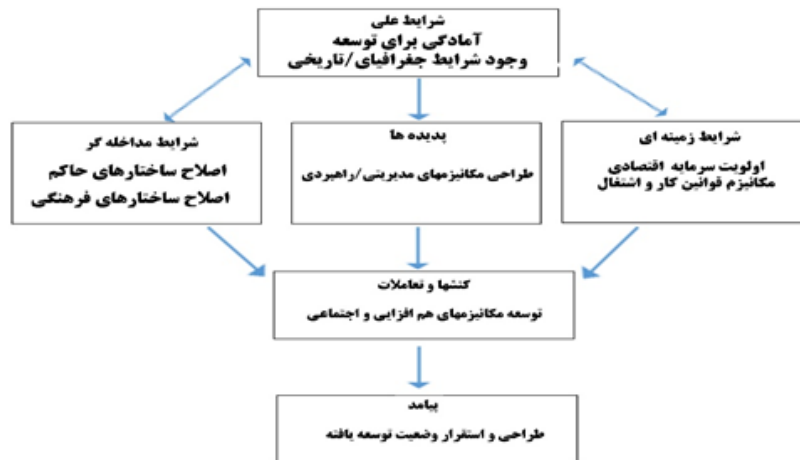 شرایط علی
آمادگی برای توسعه
وجود شرایط جغرافیای/تاریخی
شرایط زمینه ای
اولویت سرمایه اقتصادی
مکانیزم قوانین کار و اشتغال
پدیده ها
طراحی مکانیزمهای مدیریتی/راهبردی
شرایط مداخله گر
اصلاح ساختارهای حاکم
اصلاح ساختارهای فرهنگی
کنشها و تعاملات
توسعه مکانیزمهای هم افزایی و اجتماعی
پیامد
طراحی و استقرار وضعیت توسعه یافته